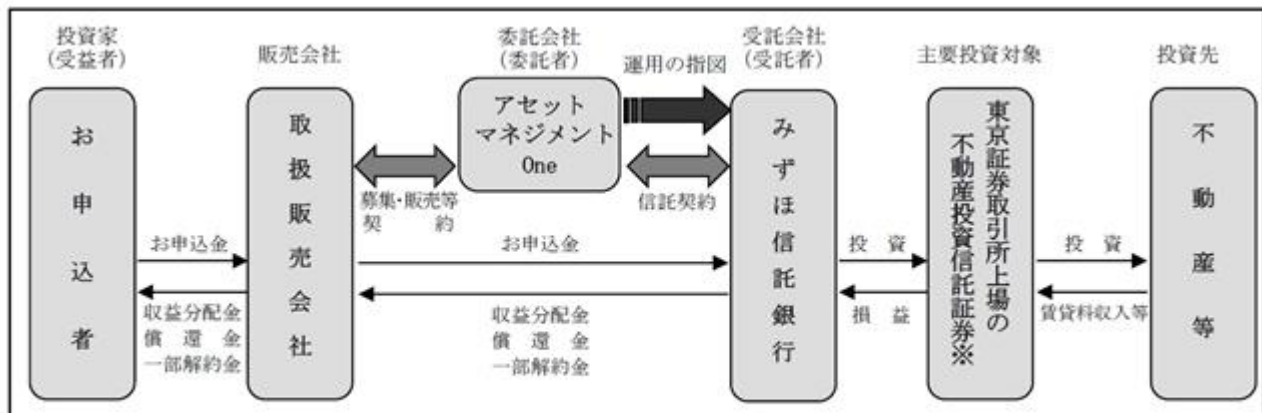 投資家
(受益者)
販売会社
委託会社
(委託者)
運用の指図
受託会社
(受託者)
主要投資対象
投資先
お申込者
取扱販売会社
アセット
マネジメント
One
みずほ信託銀行
東京証券取引所上場の
不動産投資信託証券※
不動産等
募集・販売等
契約
信託契約
お申込金
収益分配金
償還金
一部解約金
お申込金
収益分配金
償還金
一部解約金
投資
損益
投資
賃貸料収入等